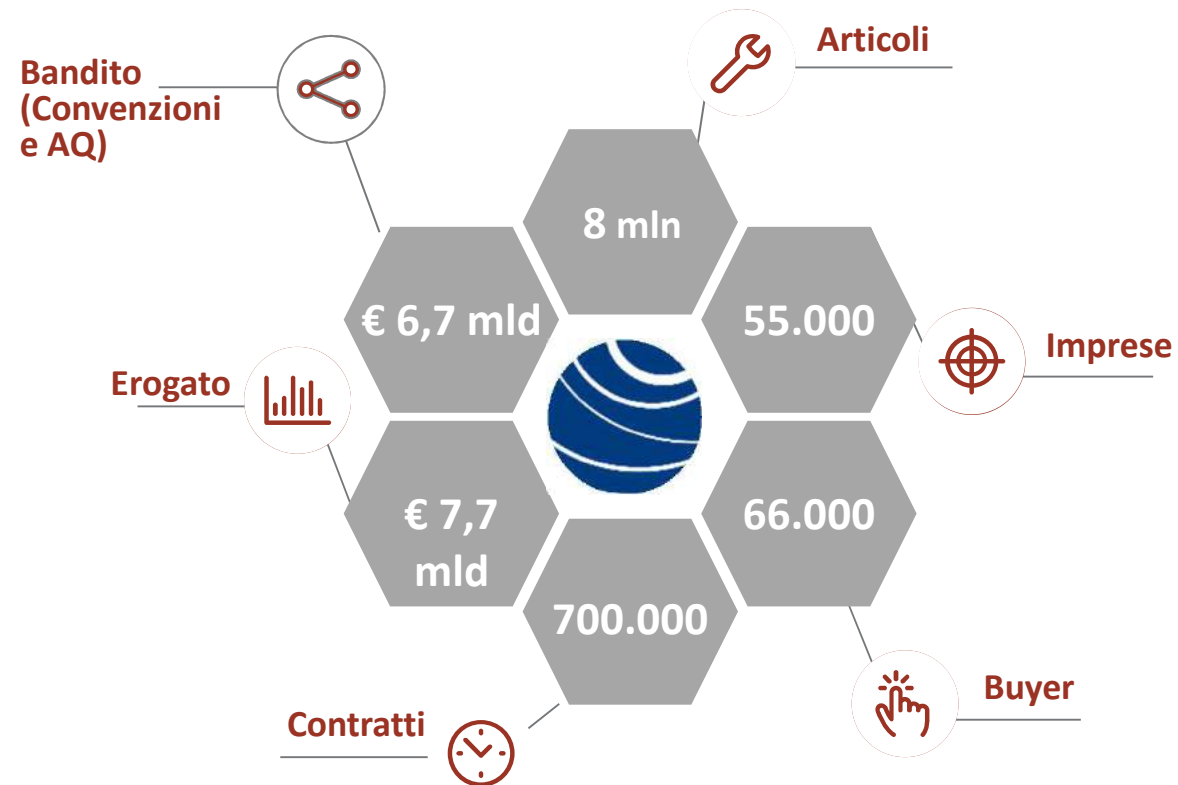 Articoli
8 mln
Bandito
(Convenzioni
e AQ)
€ 6,7 mld
55.000
Imprese
Erogato
€ 7,7
mld
66.000
Buyer
700.000
Contratti